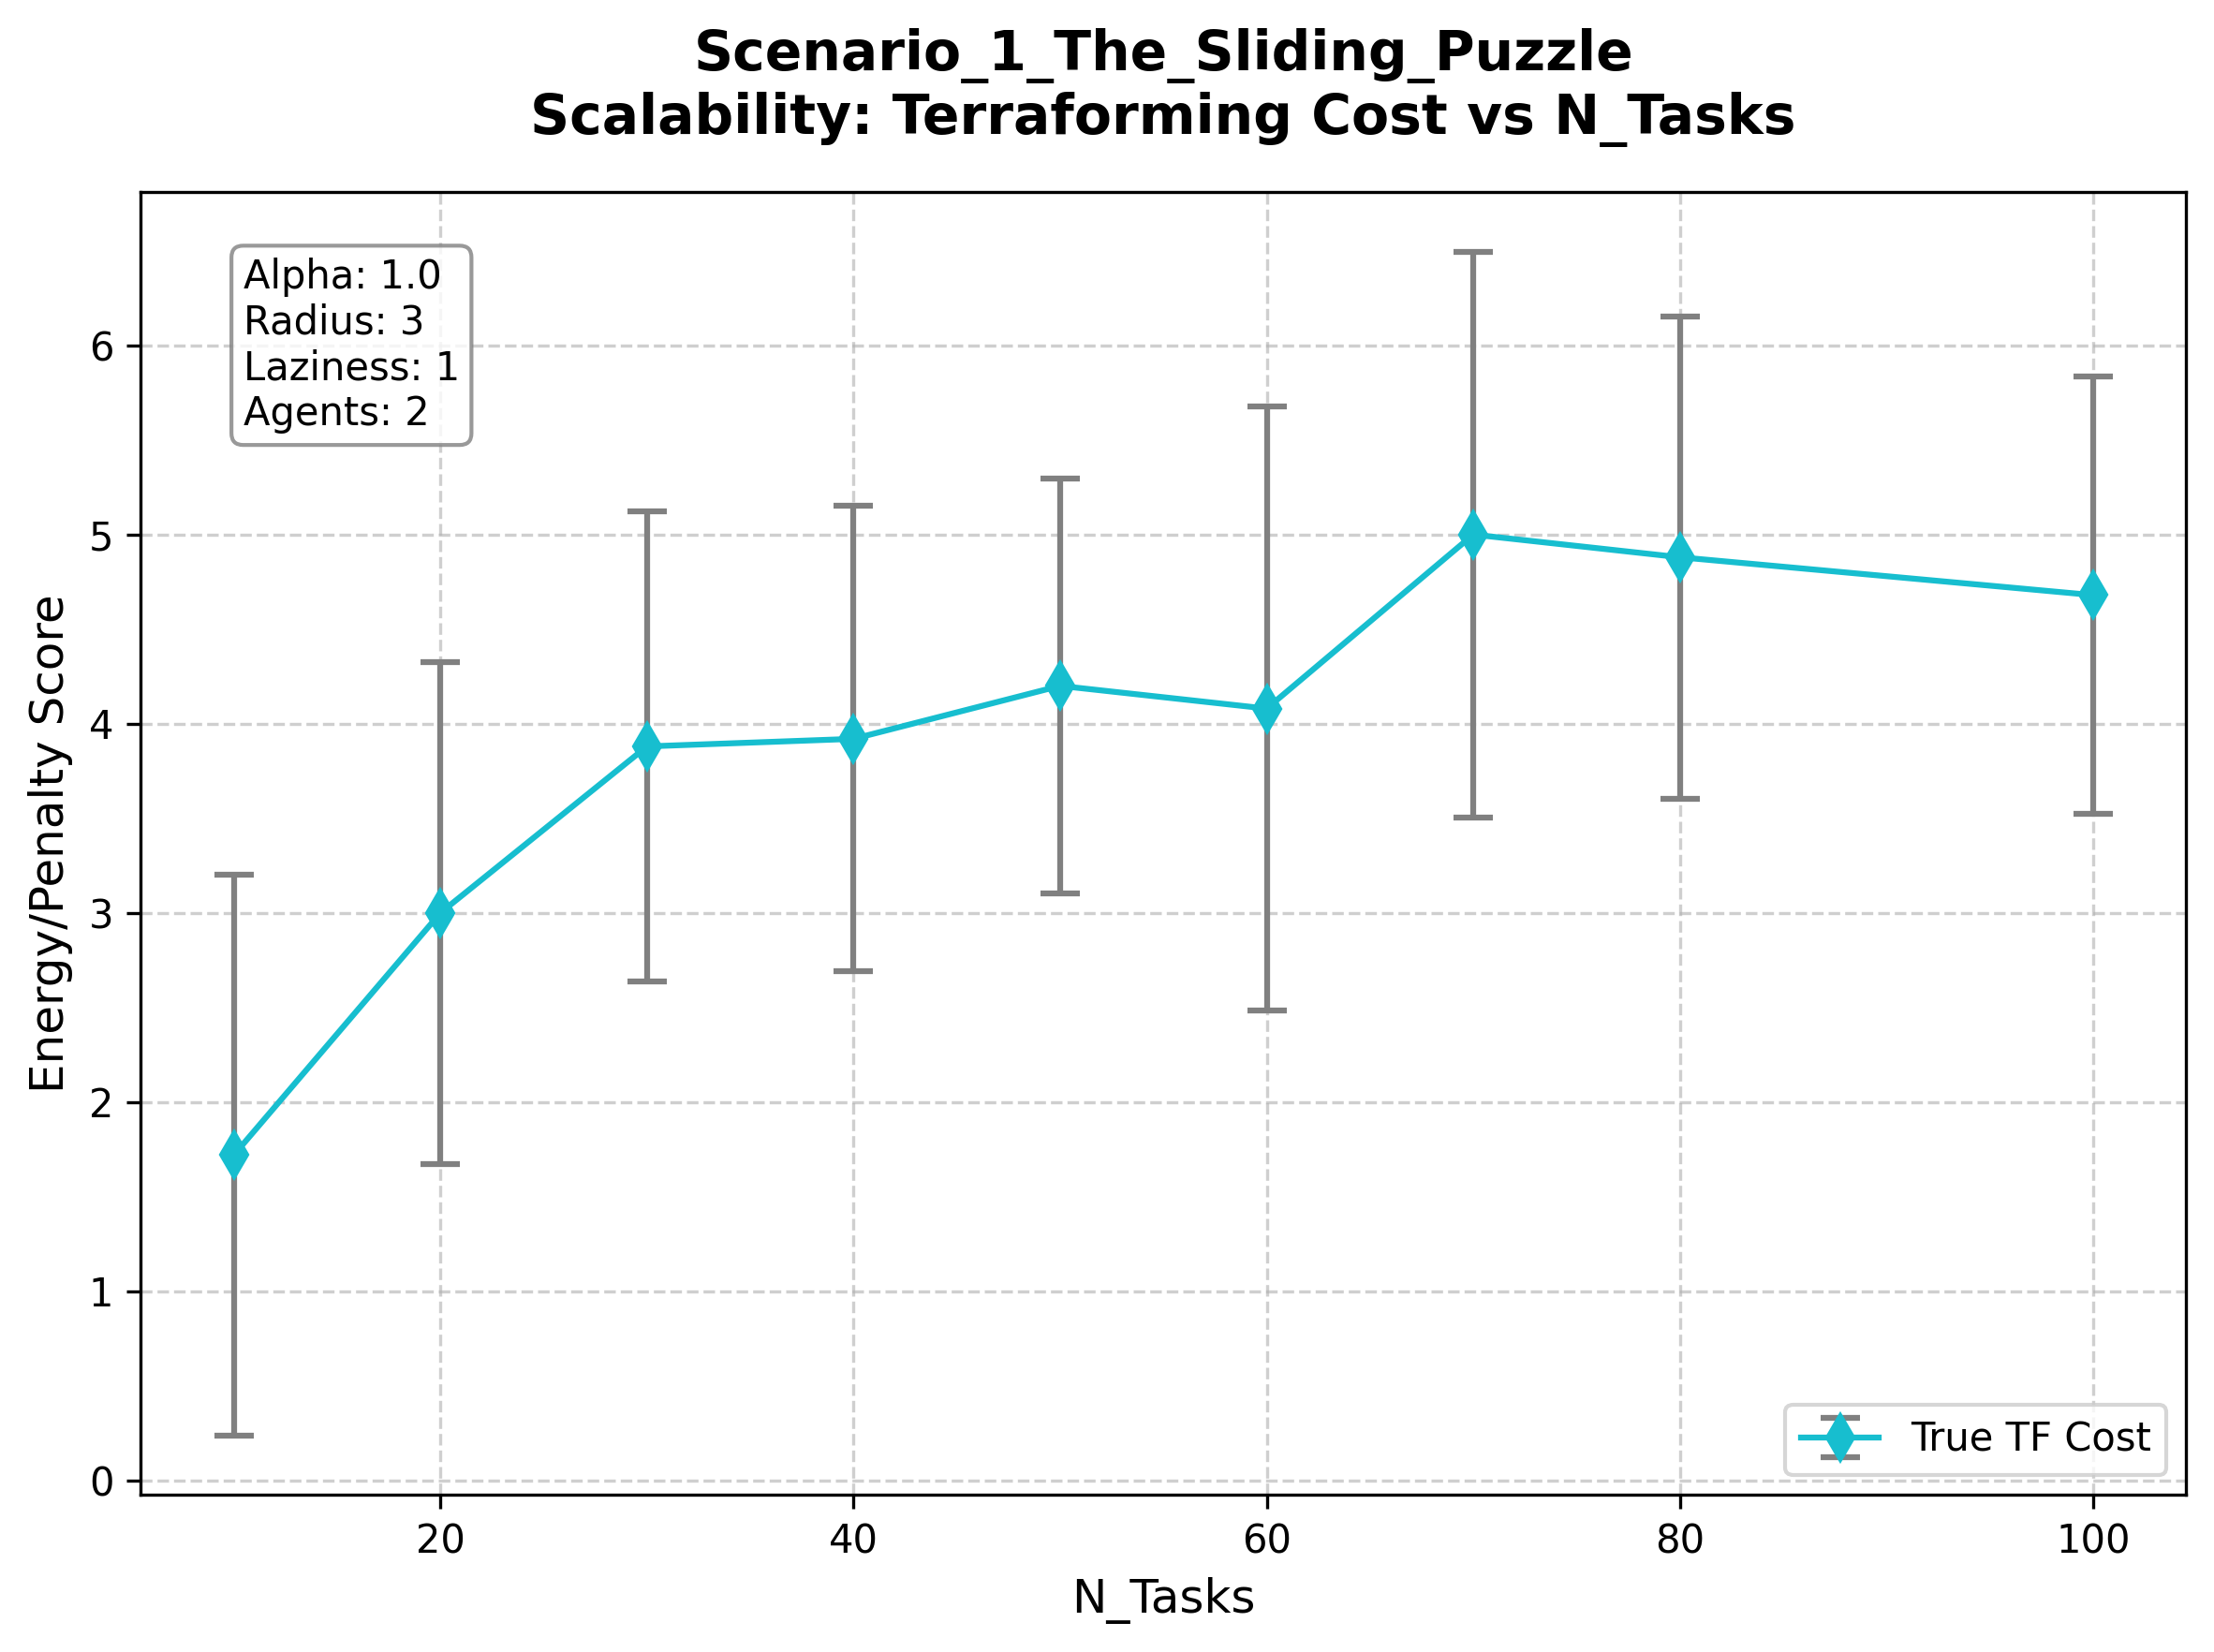 Scenario_1_The_Sliding_Puzzle
Scalability: Terraforming Cost vs N_Tasks
Alpha: 1.0
Radius: 3
Laziness: 1
Agents: 2
Energy/Penalty Score
6
5
4
3
2
1
0
True TF Cost
20
40
60
80
100
N_Tasks